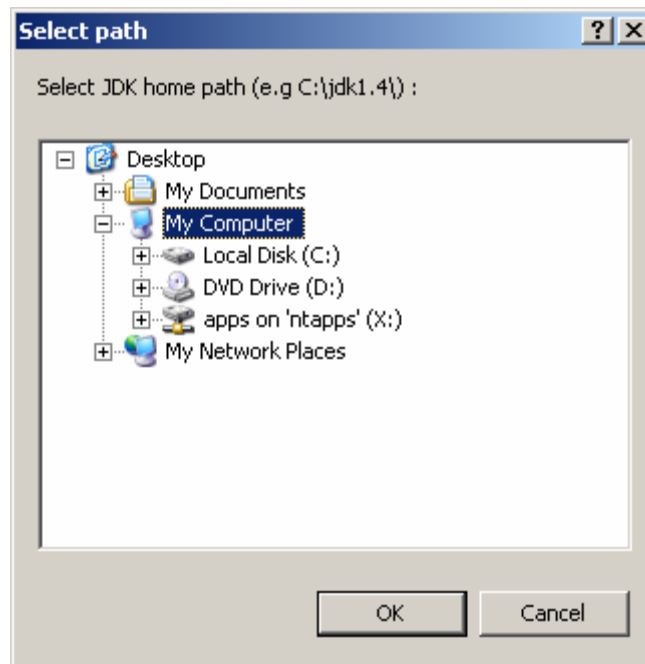 Select path
Select JDK home path (e.g C:\jdk1.4\) :
Desktop
My Documents
My Computer
Local Disk (C:)
DVD Drive (D:)
apps on 'ntapps' (X:)
My Network Places
OK Cancel